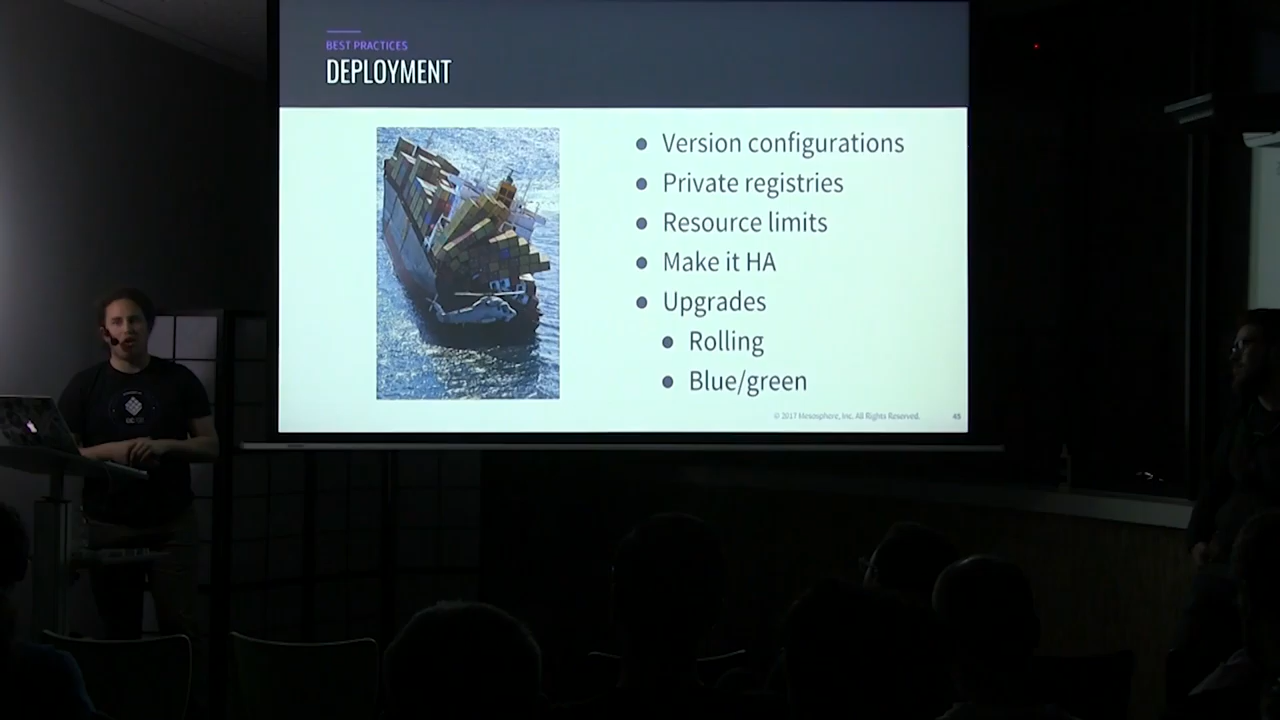 BEST PRACTICES
DEPLOYMENT
Version configurations
Private registries
Resource limits
Make it HA
Upgrades
Rolling
Blue/green
© 2017 Mesosphere, Inc. All Rights Reserved.
45